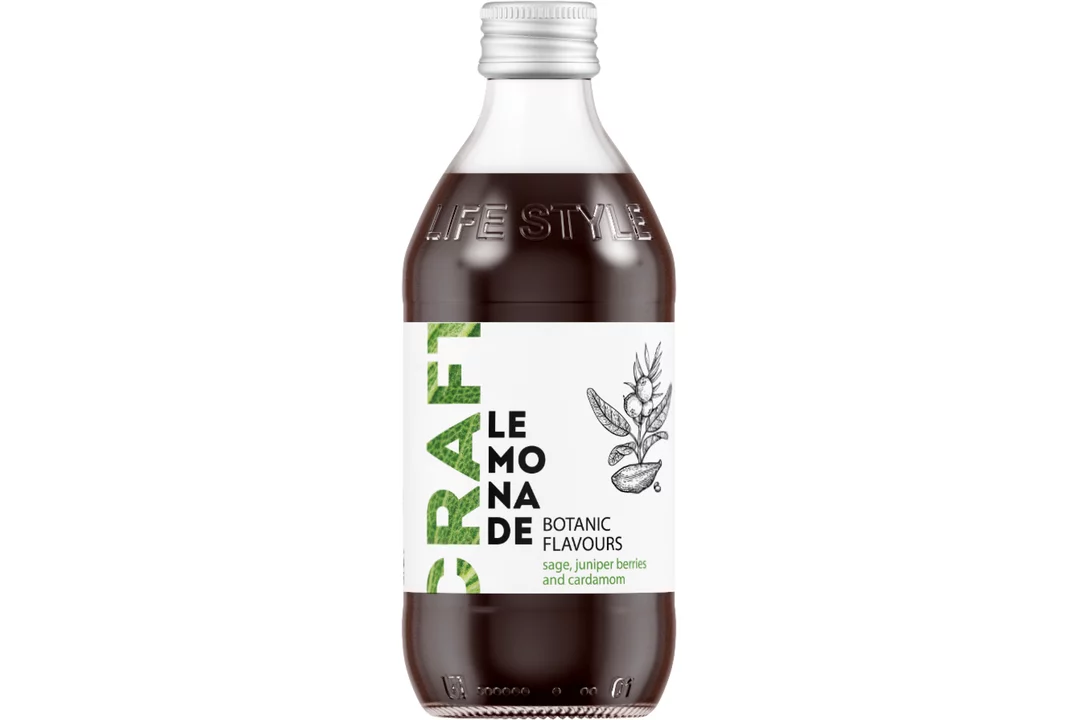 LIFE STYLE
CRAFT
LE
MO
NA
DE
BOTANIC
FLAVOURS
sage, juniper berries
and cardamom